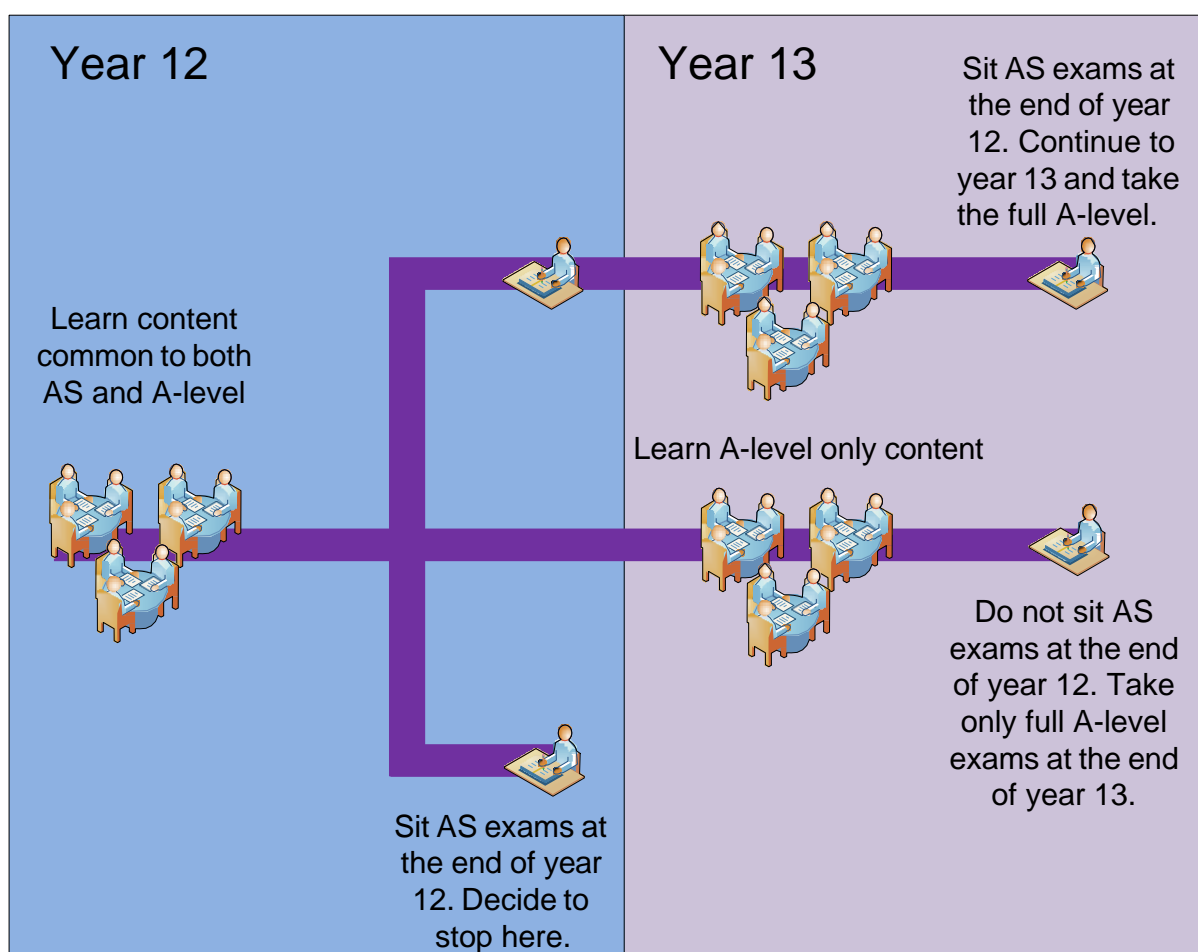 Year 12
Learn content
common to both
AS and A-level
Sit AS exams at
the end of year
12. Decide to
stop here.
Year 13
Sit AS exams at
the end of year
12. Continue to
year 13 and take
the full A-level.
Learn A-level only content
Do not sit AS
exams at the end
of year 12. Take
only full A-level
exams at the end
of year 13.